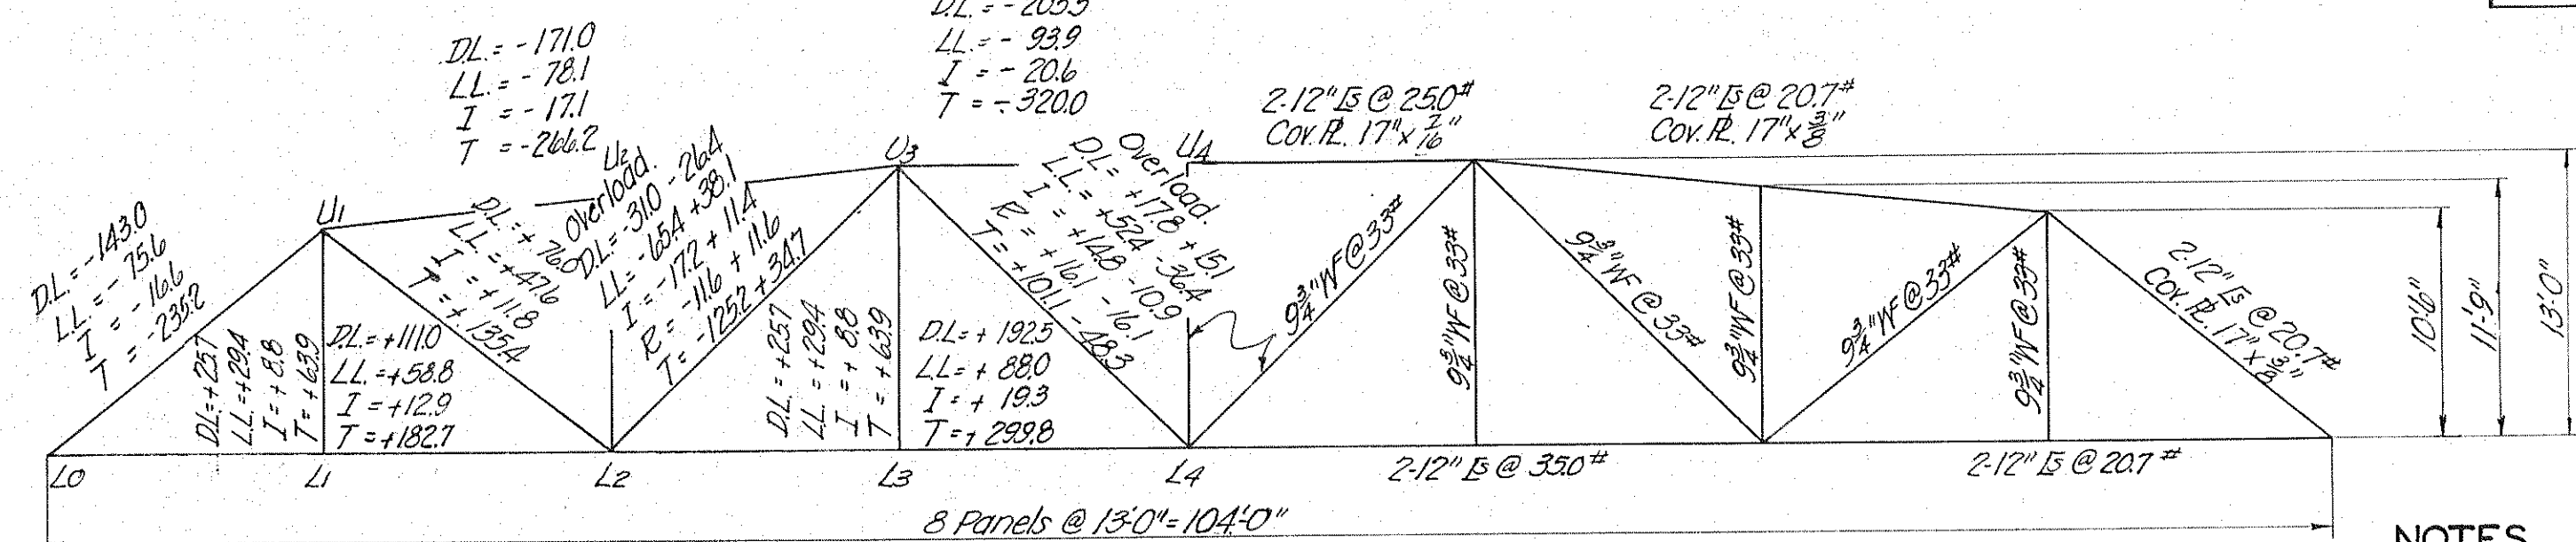 D.L. = -171.0
LL. = - 78.1
I = - 17.1
T = -266.2
D.L. = - 205.5
LL. = - 93.9
I = - 20.6
T = - 320.0
2-12" [s @ 25.0#
Cov. PL. 17" x 7/16"
2-12" [s @ 20.7#
Cov. PL. 17" x 3/8"
U1
U2
U3
U4
D.L. = -143.0
LL. = - 75.6
I = - 16.6
T = -235.2
D.L. = +25.7
LL. = +29.4
I = +8.8
T = +63.9
D.L. = +111.0
LL. = +58.8
I = +12.9
T = +182.7
D.L. = + 76.0
LL. = +47.6
I = +11.8
T = + 135.4
Overload.
D.L. = -31.0 - 26.4
LL. = -65.4 +38.1
I = -17.2 + 11.4
R = -11.6 + 11.6
T = -125.2 +34.7
D.L. = +25.7
LL. = +29.4
I = + 8.8
T = +63.9
D.L. = + 192.5
LL. = + 88.0
I = + 19.3
T = + 299.8
Overload.
D.L. = +17.8 +15.1
LL. = +52.4 -36.4
I = +14.8 -10.9
R = +16.1 -16.1
T = +101.1 -48.3
9 3/4" WF @ 33#
9 3/4" WF @ 33#
9 3/4" WF @ 33#
9 3/4" WF @ 33#
9 3/4" WF @ 33#
9 3/4" WF @ 33#
2-12" [s @ 20.7#
Cov. PL. 17" x 3/8"
10'-6"
11'-9"
13'-0"
L0
L1
L2
L3
L4
2-12" [s @ 35.0#
2-12" [s @ 20.7#
8 Panels @ 13'-0" = 104'-0"
NOTES